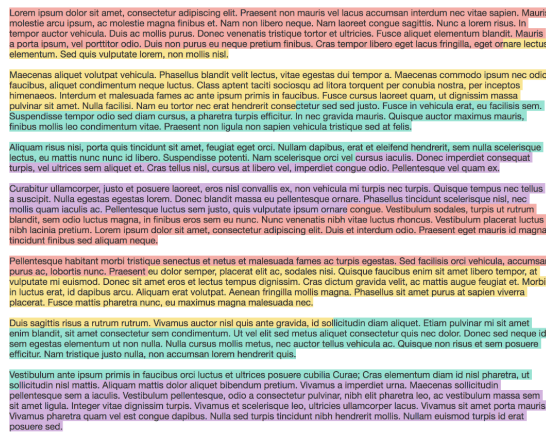 Lorem ipsum dolor sit amet, consectetur adipiscing elit. Praesent non mauris vel lacus accumsan interdum nec vitae sapien. Mauris
molestie arcu ipsum, ac molestie magna finibus et. Nam non libero neque. Nam laoreet congue sagittis. Nunc a lorem risus. In
tempor auctor vehicula. Duis ac mollis purus. Donec venenatis tristique tortor et ultricies. Fusce aliquet elementum blandit. Mauris
a porta ipsum, vel porttitor odio. Duis non purus eu neque pretium finibus. Cras tempor libero eget lacus fringilla, eget ornare lectus
elementum. Sed quis vulputate lorem, non mollis nisl.
Maecenas aliquet volutpat vehicula. Phasellus blandit velit lectus, vitae egestas dui tempor a. Maecenas commodo ipsum nec odio
faucibus, aliquet condimentum neque luctus. Class aptent taciti sociosqu ad litora torquent per conubia nostra, per inceptos
himenaeos. Interdum et malesuada fames ac ante ipsum primis in faucibus. Fusce cursus laoreet quam, ut dignissim massa
pulvinar sit amet. Nulla facilisi. Nam eu tortor nec erat hendrerit consectetur sed sed justo. Fusce in vehicula erat, eu facilisis sem.
Suspendisse tempor odio sed diam cursus, a pharetra turpis efficitur. In nec gravida mauris. Quisque auctor maximus mauris,
finibus mollis leo condimentum vitae. Praesent non ligula non sapien vehicula tristique sed at felis.
Aliquam risus nisi, porta quis tincidunt sit amet, feugiat eget orci. Nullam dapibus, erat et eleifend hendrerit, sem nulla scelerisque
lectus, eu mattis nunc nunc id libero. Suspendisse potenti. Nam scelerisque orci vel cursus iaculis. Donec imperdiet consequat
turpis, vel ultrices sem aliquet et. Cras tellus nisl, cursus at libero vel, imperdiet congue odio. Pellentesque vel quam ex.
Curabitur ullamcorper, justo et posuere laoreet, eros nisl convallis ex, non vehicula mi turpis nec turpis. Quisque tempus nec tellus
a suscipit. Nulla egestas egestas lorem. Donec blandit massa eu pellentesque ornare. Phasellus tincidunt scelerisque nisl, nec
mollis quam iaculis ac. Pellentesque luctus sem justo, quis vulputate ipsum ornare congue. Vestibulum sodales, turpis ut rutrum
blandit, sem odio luctus magna, in finibus eros sem eu nunc. Nunc venenatis nibh vitae luctus rhoncus. Vestibulum placerat luctus
nibh lacinia pretium. Lorem ipsum dolor sit amet, consectetur adipiscing elit. Duis et interdum odio. Praesent eget mauris id magna
tincidunt finibus sed aliquam neque.
Pellentesque habitant morbi tristique senectus et netus et malesuada fames ac turpis egestas. Sed facilisis orci vehicula, accumsan
purus ac, lobortis nunc. Praesent eu dolor semper, placerat elit ac, sodales nisi. Quisque faucibus enim sit amet libero tempor, at
vulputate mi euismod. Donec sit amet eros et lectus tempus dignissim. Cras dictum gravida velit, ac mattis augue feugiat et. Morbi
in luctus erat, id dapibus arcu. Aliquam erat volutpat. Aenean fringilla mollis magna. Phasellus sit amet purus at sapien viverra
placerat. Fusce mattis pharetra nunc, eu maximus magna malesuada nec.
Duis sagittis risus a rutrum rutrum. Vivamus auctor nisl quis ante gravida, id sollicitudin diam aliquet. Etiam pulvinar mi sit amet
enim blandit, sit amet consectetur sem condimentum. Ut vel elit sed metus aliquet consectetur quis nec dolor. Donec sed neque id
sem egestas elementum ut non nulla. Nulla cursus mollis metus, nec auctor tellus vehicula ac. Quisque non risus et sem posuere
efficitur. Nam tristique justo nulla, non accumsan lorem hendrerit quis.
Vestibulum ante ipsum primis in faucibus orci luctus et ultrices posuere cubilia Curae; Cras elementum diam id nisl pharetra, ut
sollicitudin nisl mattis. Aliquam mattis dolor aliquet bibendum pretium. Vivamus a imperdiet urna. Maecenas sollicitudin
pellentesque sem a iaculis. Vestibulum pellentesque, odio a consectetur pulvinar, nibh elit pharetra leo, ac vestibulum massa sem
sit amet ligula. Integer vitae dignissim turpis. Vivamus et scelerisque leo, ultricies ullamcorper lacus. Vivamus sit amet porta mauris.
Vivamus pharetra quam vel est congue dapibus. Nulla sed turpis nibh interdum mollis. Nullam euismod turpis id erat
posuere sed.